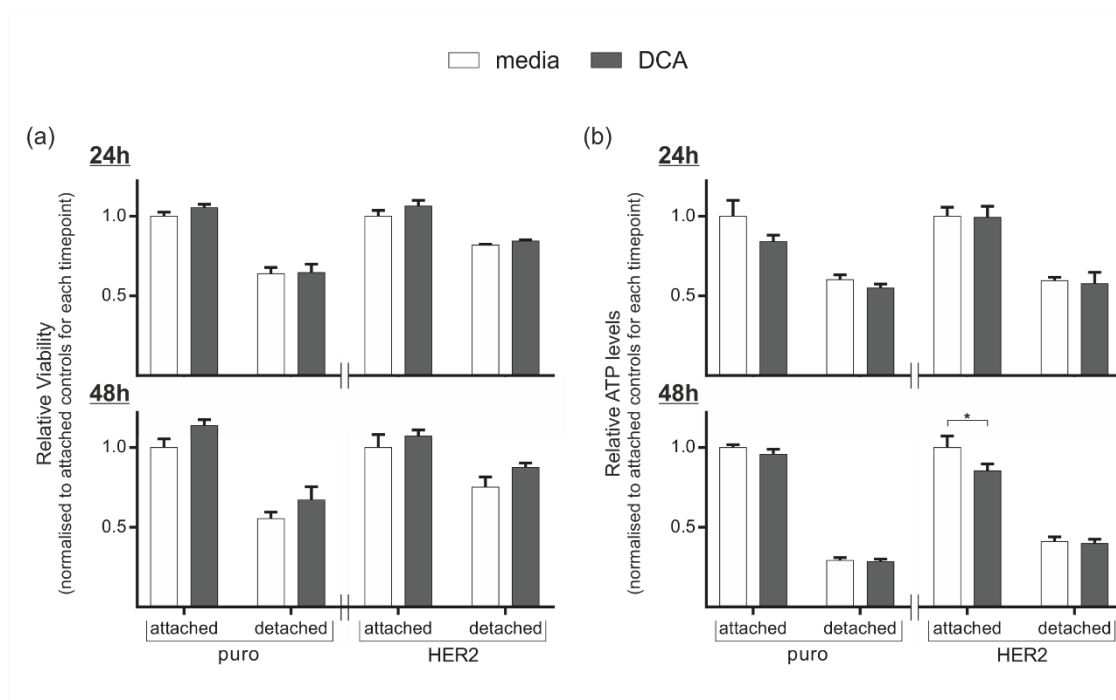 media DCA
(a)
24h
Relative Viability
(normalised to attached controls for each timepoint)
1.0
0.5
48h
1.0
0.5
attached detached attached detached
puro HER2
(b)
24h
Relative ATP levels
(normalised to attached controls for each timepoint)
1.0
0.5
48h
*
1.0
0.5
attached detached attached detached
puro HER2